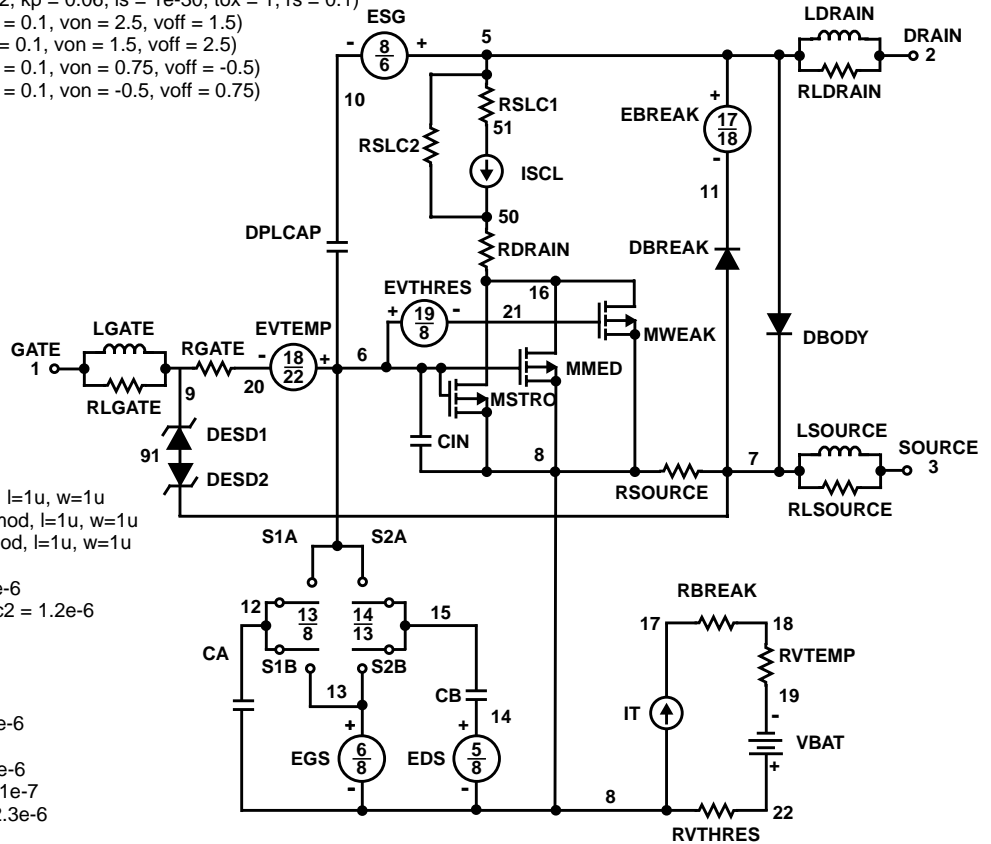 2, kp = 0.06, is = 1e-30, tox = 1, rs = 0.1)
= 0.1, von = 2.5, voff = 1.5)
= 0.1, von = 1.5, voff = 2.5)
= 0.1, von = 0.75, voff = -0.5)
= 0.1, von = -0.5, voff = 0.75)
ESG
- 8/6 +
5
10
LDRAIN
DRAIN
2
RLDRAIN
RSLC1
51
RSLC2
ISCL
50
EBREAK
+
17/18
-
11
DPLCAP
RDRAIN
DBREAK
EVTHRES
+ 19/8 -
16
21
MWEAK
DBODY
LGATE
GATE
1
RLGATE
RGATE
9
20
EVTEMP
- 18/22 +
6
MMED
MSTRO
DESD1
91
DESD2
CIN
8
LSOURCE
SOURCE
7
3
RSOURCE
RLSOURCE
l=1u, w=1u
nod, l=1u, w=1u
od, l=1u, w=1u
e-6
c2 = 1.2e-6
e-6
e-6
1e-7
2.3e-6
S1A
S2A
12
13/8
14/13
15
CA
S1B
S2B
13
CB
14
+
EGS
6/8
-
+
EDS
5/8
-
RBREAK
17
18
RVTEMP
19
IT
-
VBAT
+
8
22
RVTHRES